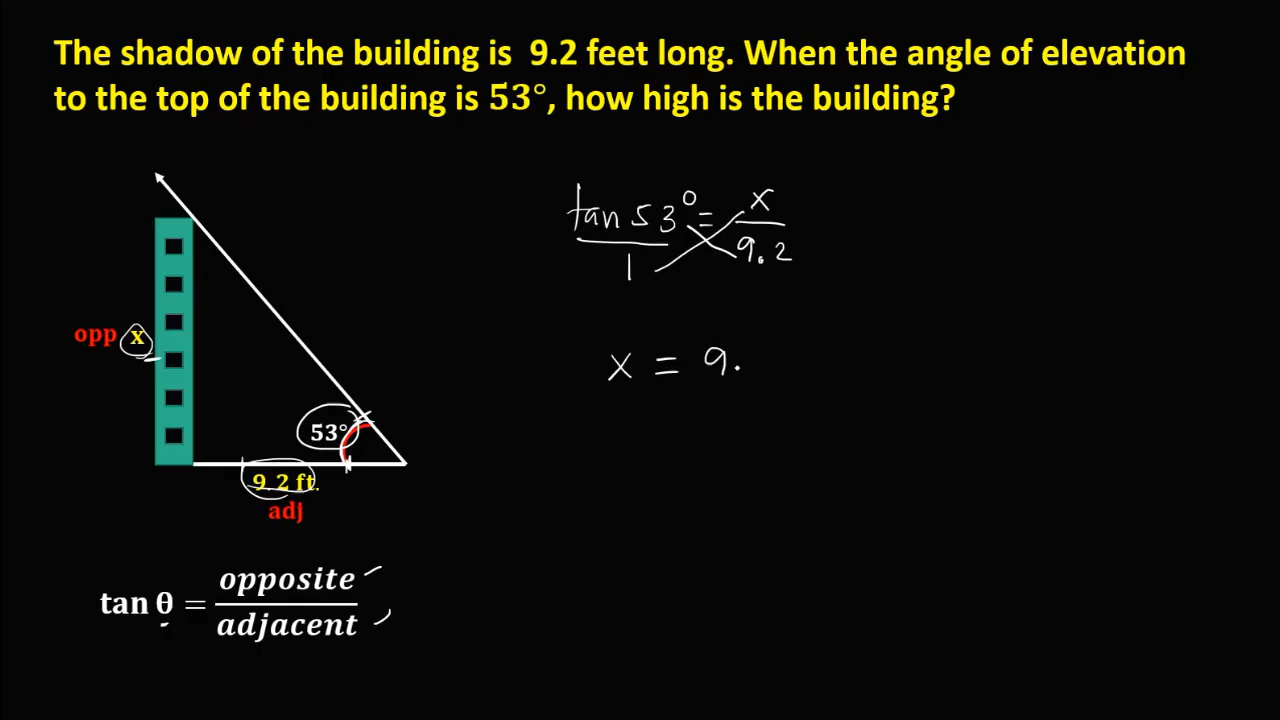 The shadow of the building is 9.2 feet long. When the angle of elevation
to the top of the building is 53°, how high is the building?
tan 53° = x
1 9.2
opp x
x = 9.
53°
9.2 ft.
adj
tan θ = opposite
adjacent